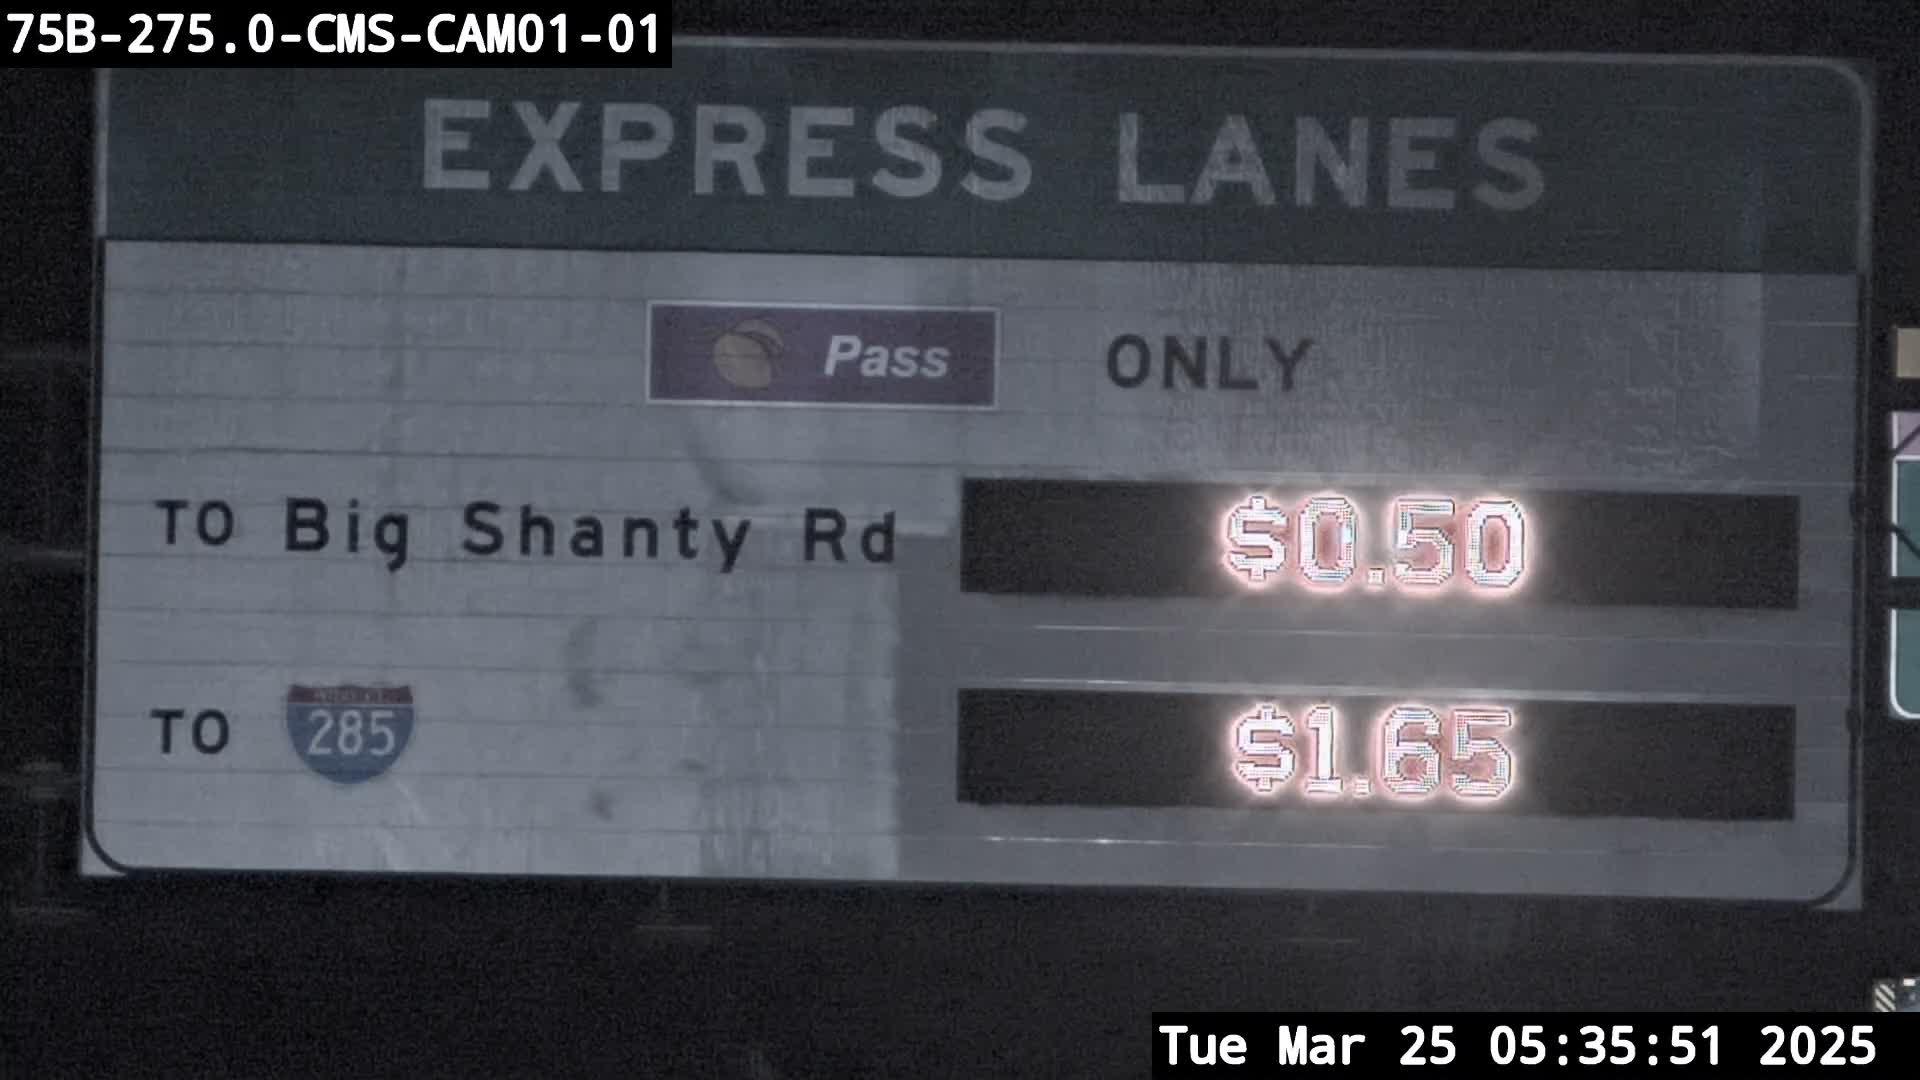 75B-275.0-CMS-CAM01-01
EXPRESS LANES
Pass ONLY
TO Big Shanty Rd $0.50
TO 285 $1.65
Tue Mar 25 05:35:51 2025